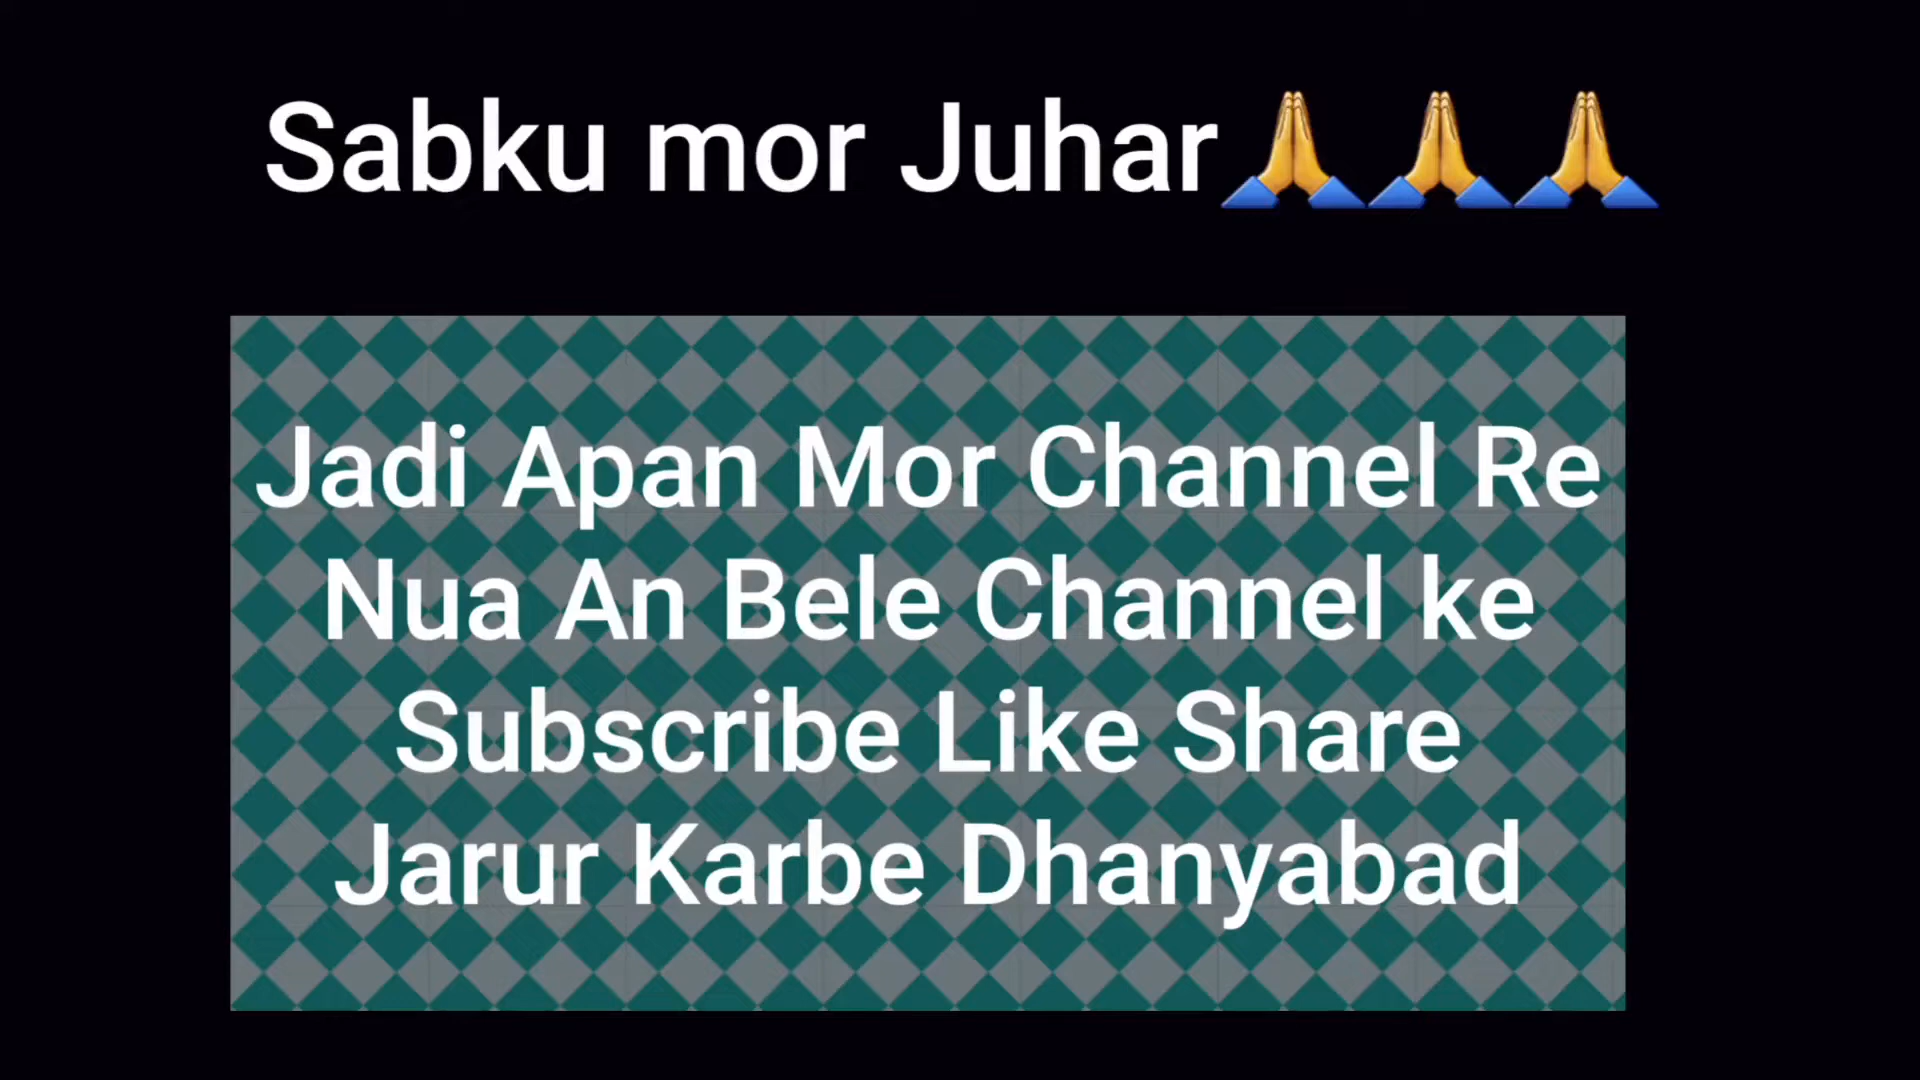 Sabku mor Juhar🙏🙏🙏
Jadi Apan Mor Channel Re
Nua An Bele Channel ke
Subscribe Like Share
Jarur Karbe Dhanyabad